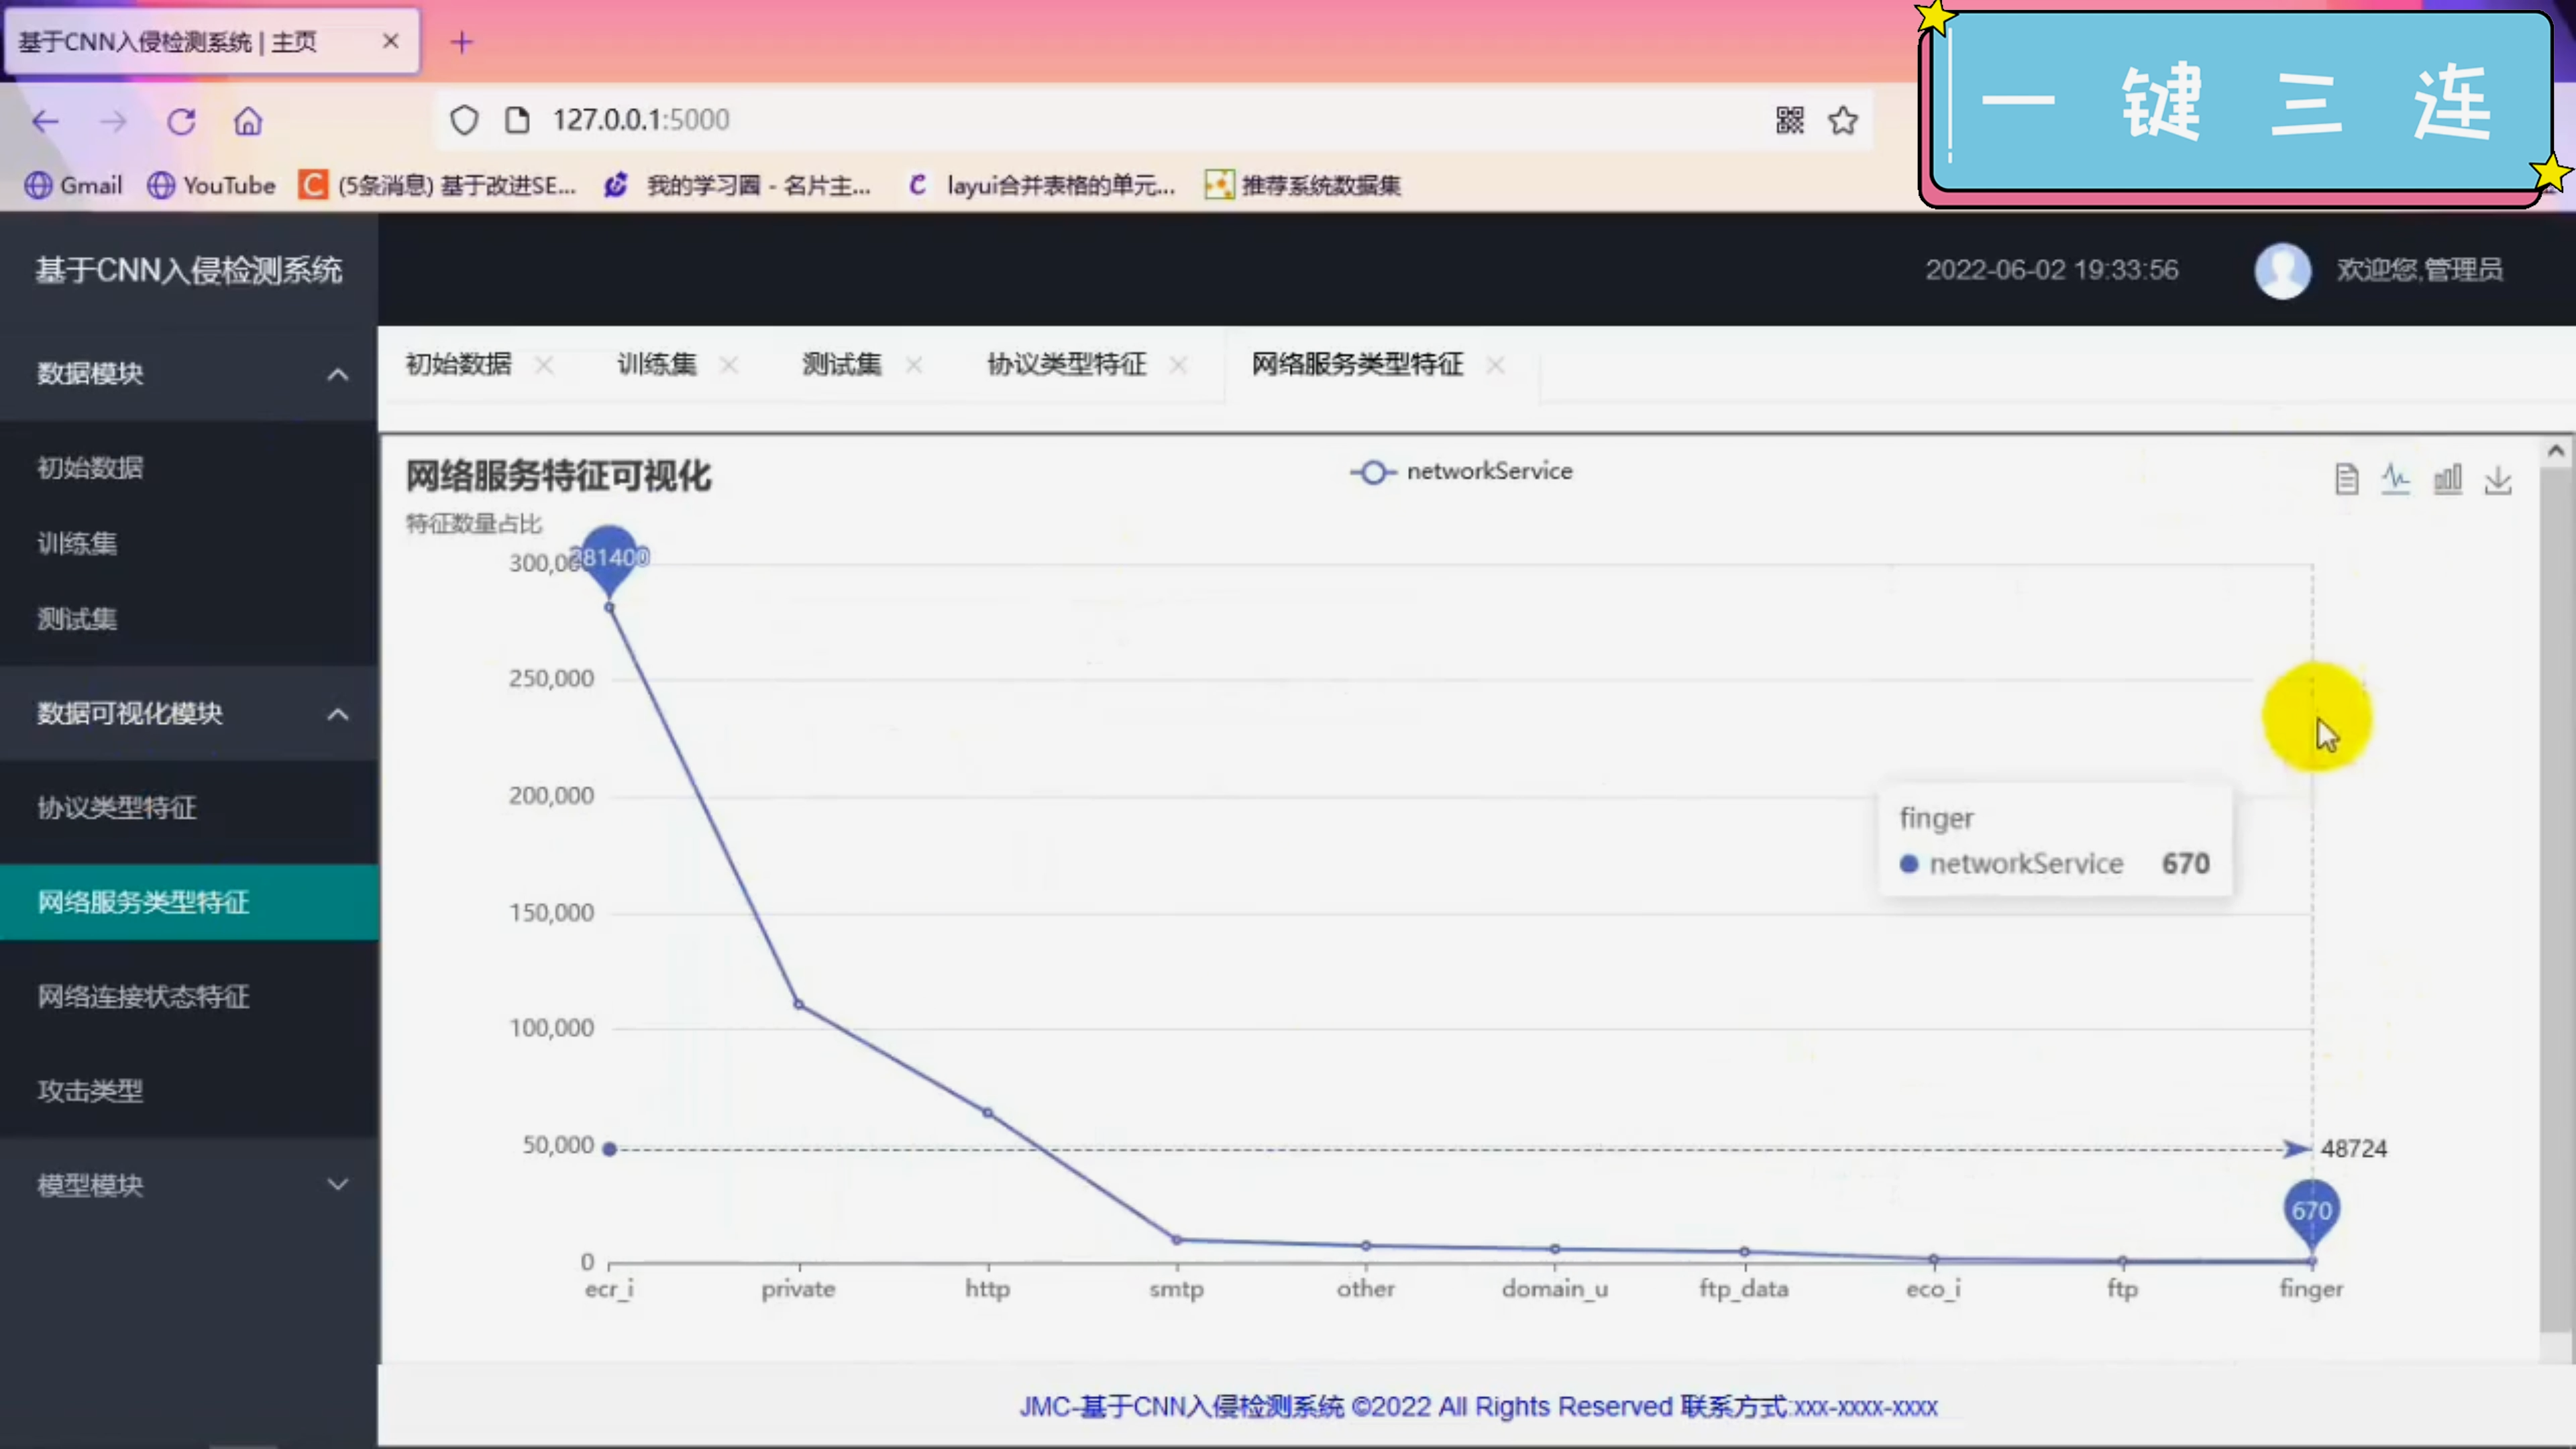 基于CNN入侵检测系统 | 主页
一键三连
127.0.0.1:5000
Gmail
YouTube
(5条消息) 基于改进SE...
我的学习圈 - 名片主...
layui合并表格的单元...
推荐系统数据集
基于CNN入侵检测系统
2022-06-02 19:33:56
欢迎您,管理员
数据模块
初始数据
训练集
测试集
数据可视化模块
协议类型特征
网络服务类型特征
网络连接状态特征
攻击类型
模型模块
初始数据
训练集
测试集
协议类型特征
网络服务类型特征
网络服务特征可视化
特征数量占比
networkService
281400
300,000
250,000
200,000
150,000
100,000
50,000
0
finger
networkService 670
48724
670
ecr_i
private
http
smtp
other
domain_u
ftp_data
eco_i
ftp
finger
JMC-基于CNN入侵检测系统 ©2022 All Rights Reserved 联系方式:xxx-xxxx-xxxx